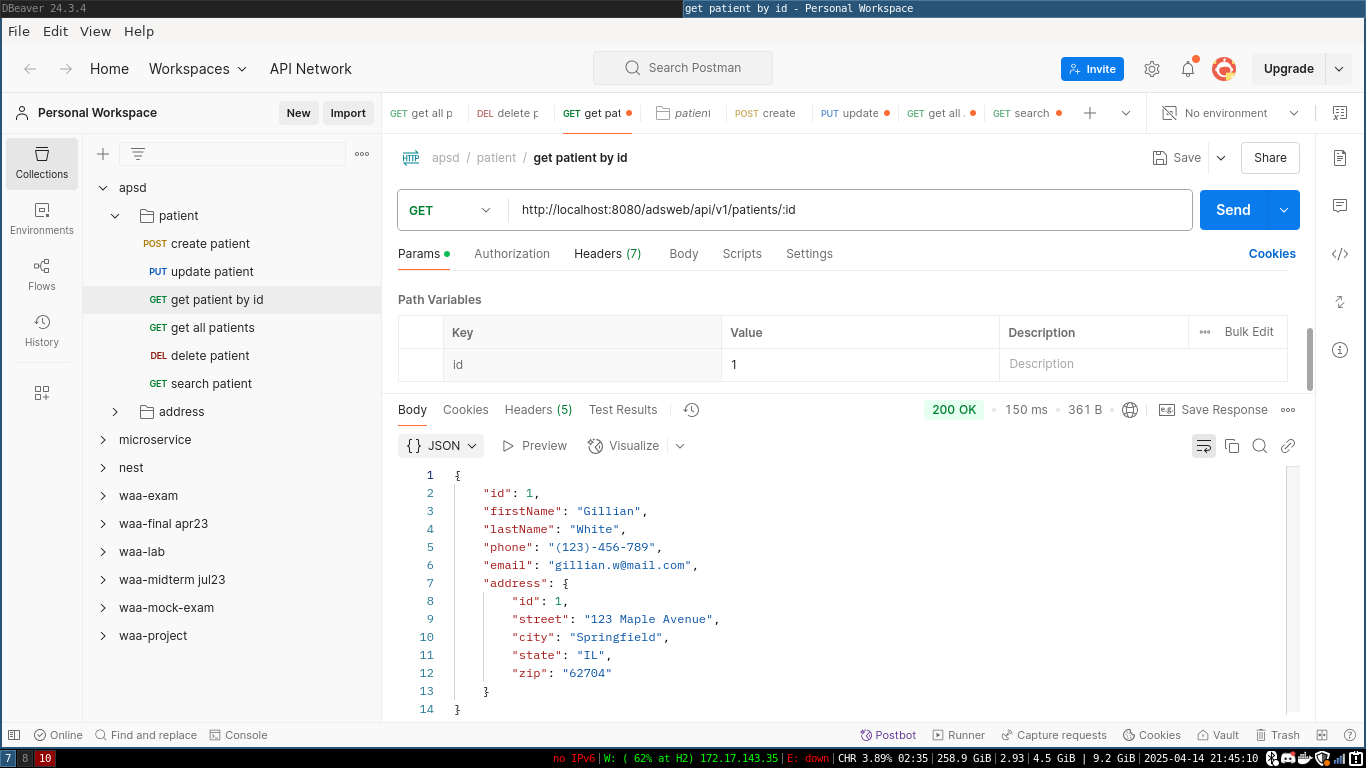 DBeaver 24.3.4 get patient by id - Personal Workspace
File Edit View Help
Home Workspaces API Network Search Postman Invite Upgrade
Personal Workspace New Import GET get all p DEL delete p GET get pat patient POST create PUT update GET get all GET search No environment
apsd / patient / get patient by id Save Share
Collections
Environments
Flows
History
apsd
patient
POST create patient
PUT update patient
GET get patient by id
GET get all patients
DEL delete patient
GET search patient
address
microservice
nest
waa-exam
waa-final apr23
waa-lab
waa-midterm jul23
waa-mock-exam
waa-project
HTTP
GET http://localhost:8080/adsweb/api/v1/patients/:id Send
Params Authorization Headers (7) Body Scripts Settings Cookies
Path Variables
Key Value Description Bulk Edit
id 1 Description
Body Cookies Headers (5) Test Results 200 OK 150 ms 361 B e.g. Save Response
{} JSON Preview Visualize
1 {
2 "id": 1,
3 "firstName": "Gillian",
4 "lastName": "White",
5 "phone": "(123)-456-789",
6 "email": "gillian.w@mail.com",
7 "address": {
8 "id": 1,
9 "street": "123 Maple Avenue",
10 "city": "Springfield",
11 "state": "IL",
12 "zip": "62704"
13 }
14 }
Online Find and replace Console Postbot Runner Capture requests Cookies Vault Trash
7 8 10 no IPv6|W: ( 62% at H2) 172.17.143.35|E: down|CHR 3.89% 02:35|258.9 GiB|2.93|4.5 GiB | 9.2 GiB|2025-04-14 21:45:10